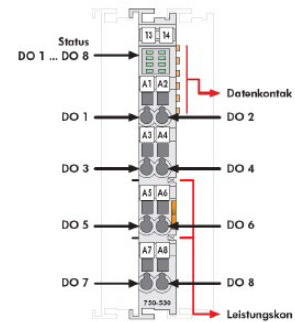 13 14
Status
DO 1 ... DO 8
A1 A2
Datenkontak
DO 1
DO 2
A3 A4
DO 3
DO 4
A5 A6
DO 5
DO 6
A7 A8
DO 7
DO 8
750-530
Leistungskon